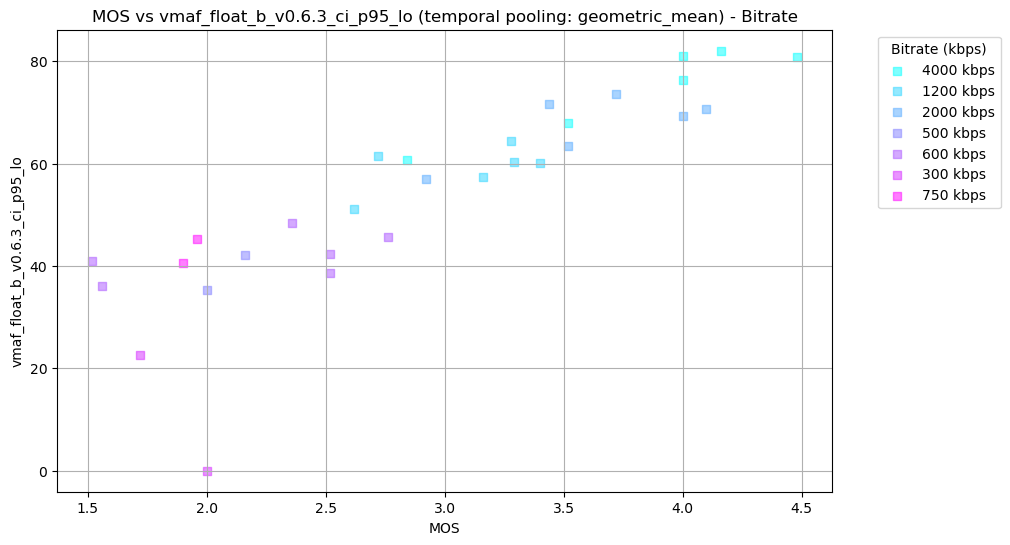 MOS vs vmaf_float_b_v0.6.3_ci_p95_lo (temporal pooling: geometric_mean) - Bitrate
vmaf_float_b_v0.6.3_ci_p95_lo
80
60
40
20
0
1.5
2.0
2.5
3.0
3.5
4.0
4.5
MOS
Bitrate (kbps)
4000 kbps
1200 kbps
2000 kbps
500 kbps
600 kbps
300 kbps
750 kbps